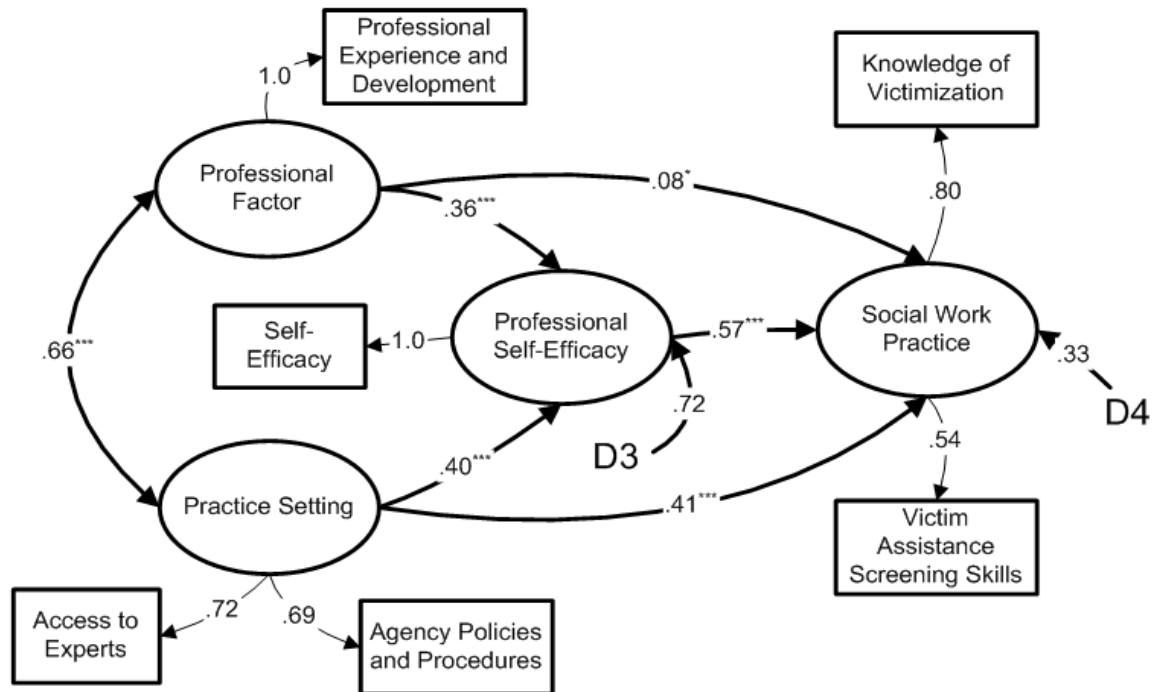 Professional
Experience and
Development
1.0
Knowledge of
Victimization
Professional
Factor
.08*
.36***
.80
Self-
Efficacy
1.0
Professional
Self-Efficacy
.57***
Social Work
Practice
.66***
.33
D4
.72
D3
.40***
.54
Practice Setting
.41***
Victim
Assistance
Screening Skills
.72
.69
Access to
Experts
Agency Policies
and Procedures